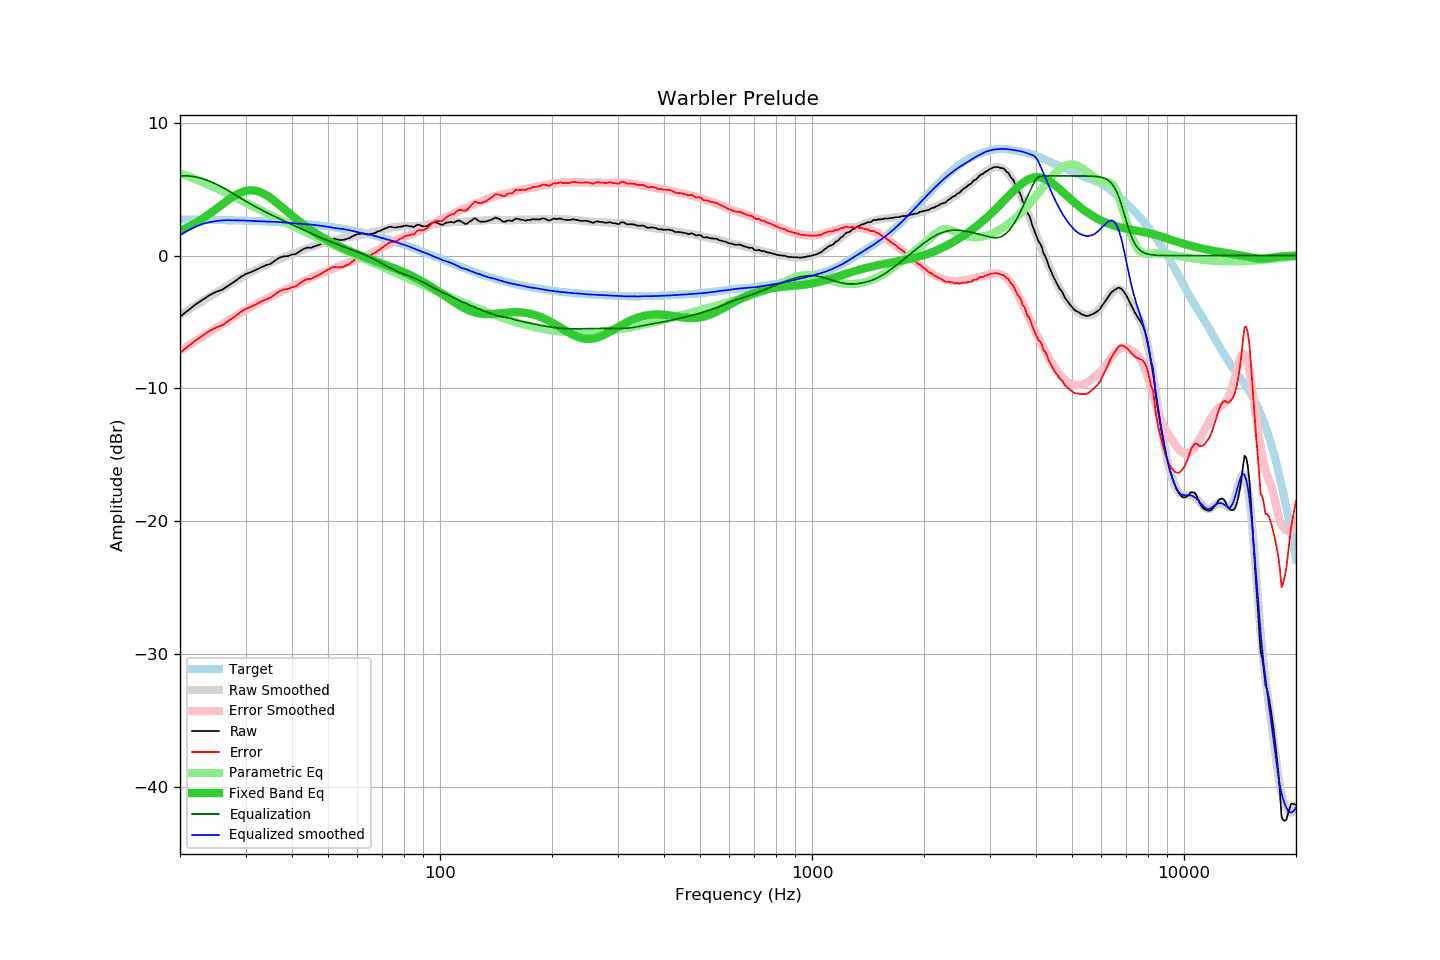 Warbler Prelude
10
0
−10
−20
−30
−40
Amplitude (dBr)
Target
Raw Smoothed
Error Smoothed
Raw
Error
Parametric Eq
Fixed Band Eq
Equalization
Equalized smoothed
100
1000
10000
Frequency (Hz)